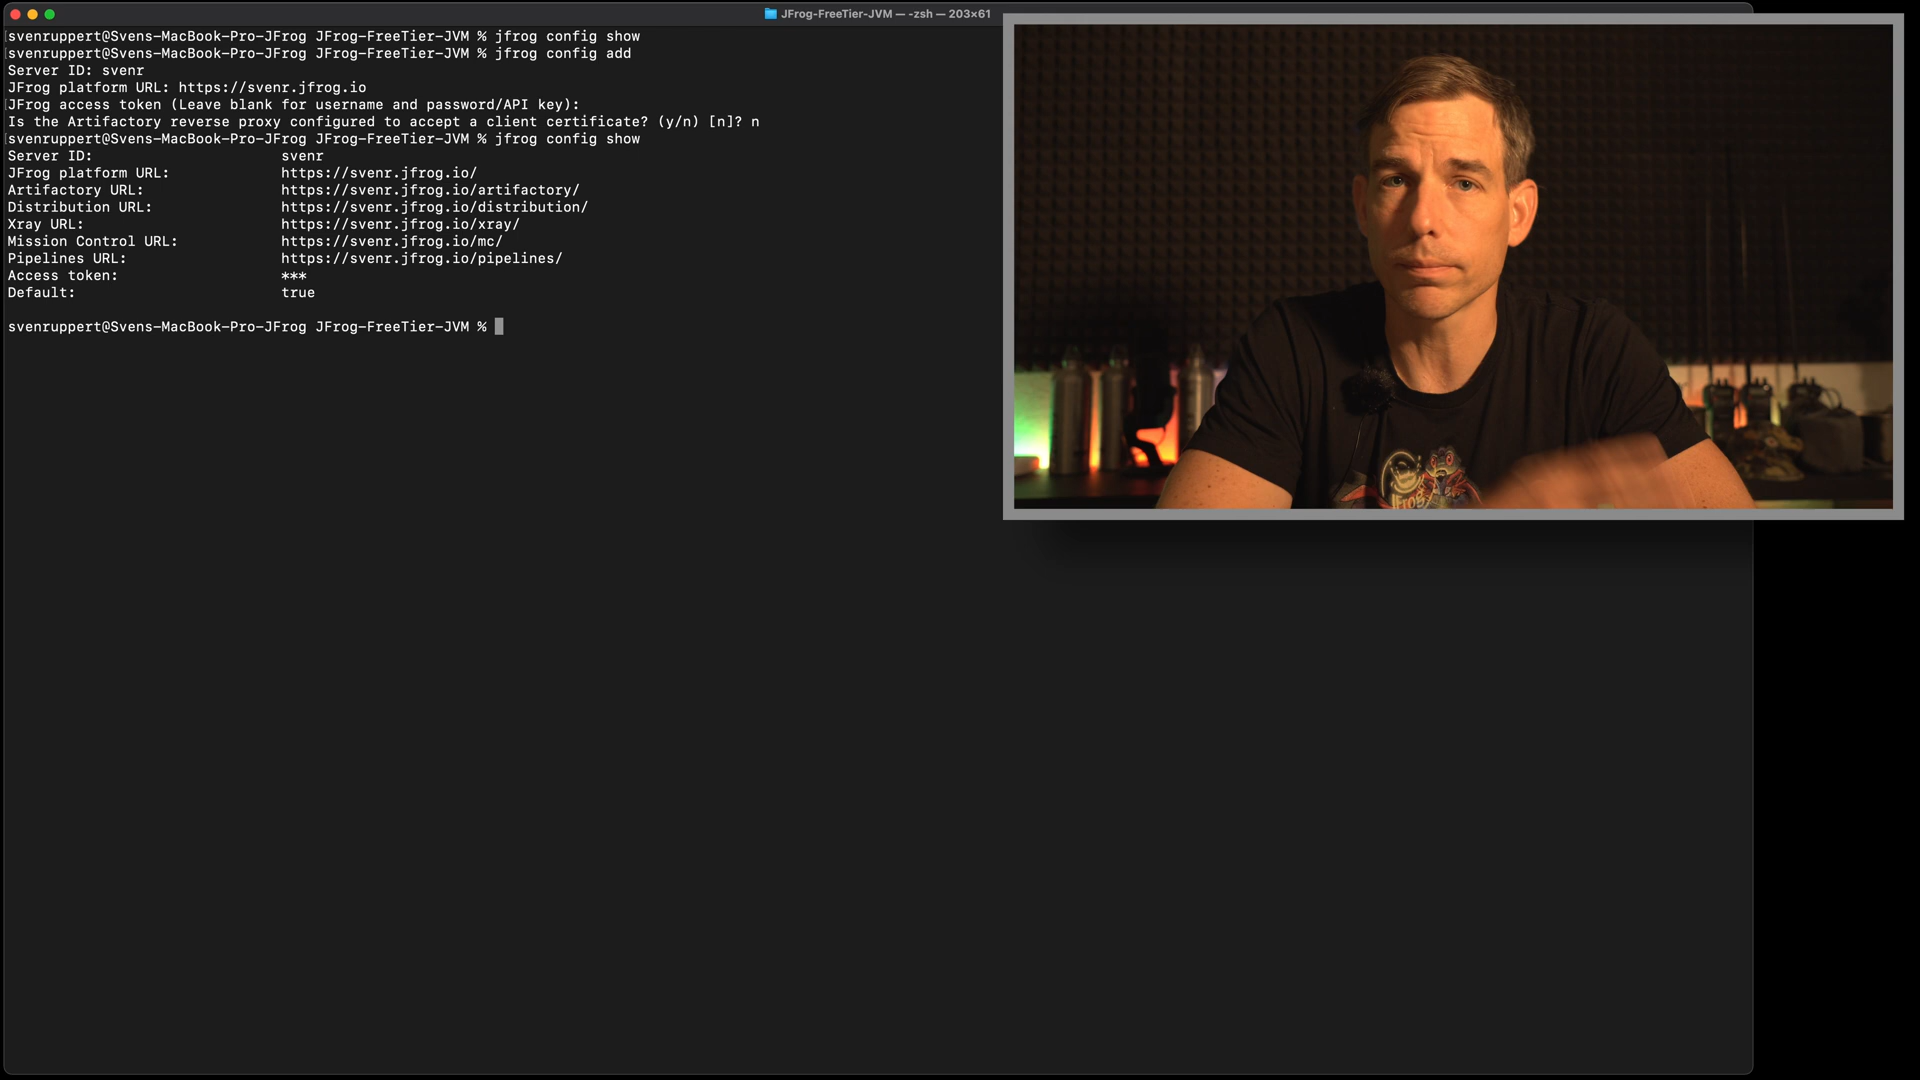 JFrog-FreeTier-JVM — -zsh — 203×61
svenruppert@Svens-MacBook-Pro-JFrog JFrog-FreeTier-JVM % jfrog config show
svenruppert@Svens-MacBook-Pro-JFrog JFrog-FreeTier-JVM % jfrog config add
Server ID: svenr
JFrog platform URL: https://svenr.jfrog.io
JFrog access token (Leave blank for username and password/API key):
Is the Artifactory reverse proxy configured to accept a client certificate? (y/n) [n]? n
svenruppert@Svens-MacBook-Pro-JFrog JFrog-FreeTier-JVM % jfrog config show
Server ID: svenr
JFrog platform URL: https://svenr.jfrog.io/
Artifactory URL: https://svenr.jfrog.io/artifactory/
Distribution URL: https://svenr.jfrog.io/distribution/
Xray URL: https://svenr.jfrog.io/xray/
Mission Control URL: https://svenr.jfrog.io/mc/
Pipelines URL: https://svenr.jfrog.io/pipelines/
Access token: ***
Default: true
svenruppert@Svens-MacBook-Pro-JFrog JFrog-FreeTier-JVM %
JFrog